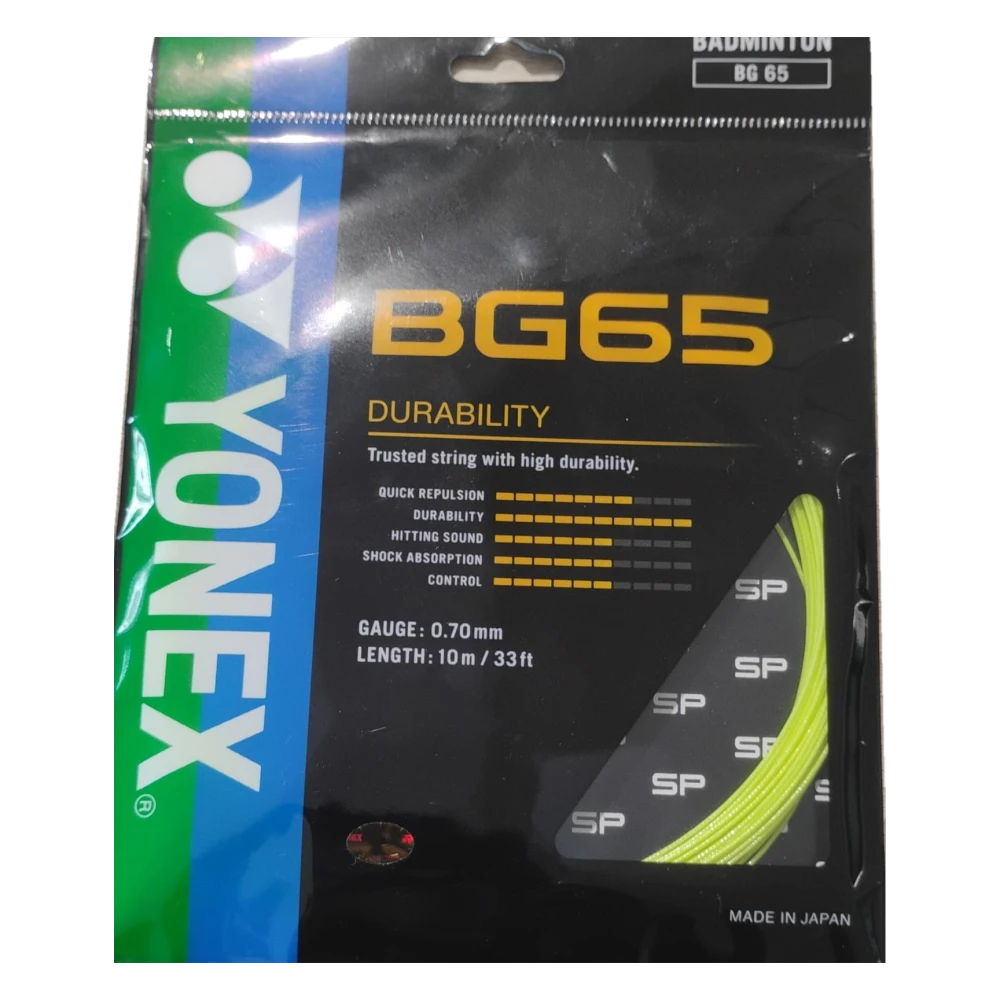 BADMINTON
BG 65
YONEX®
BG65
DURABILITY
Trusted string with high durability.
QUICK REPULSION
DURABILITY
HITTING SOUND
SHOCK ABSORPTION
CONTROL
GAUGE: 0.70mm
LENGTH: 10m / 33ft
SP
SP
SP
SP
SP
SP
MADE IN JAPAN